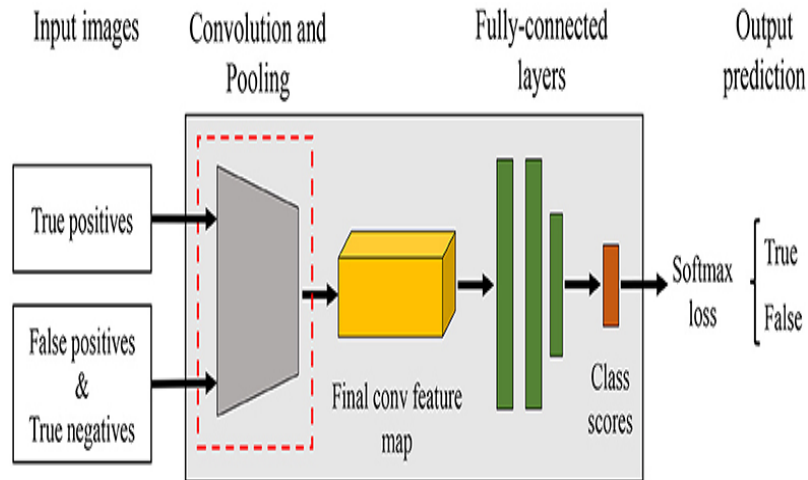 Input images
Convolution and
Pooling
Fully-connected
layers
Output
prediction
True positives
False positives
&
True negatives
Final conv feature
map
Class
scores
Softmax
loss
True
False